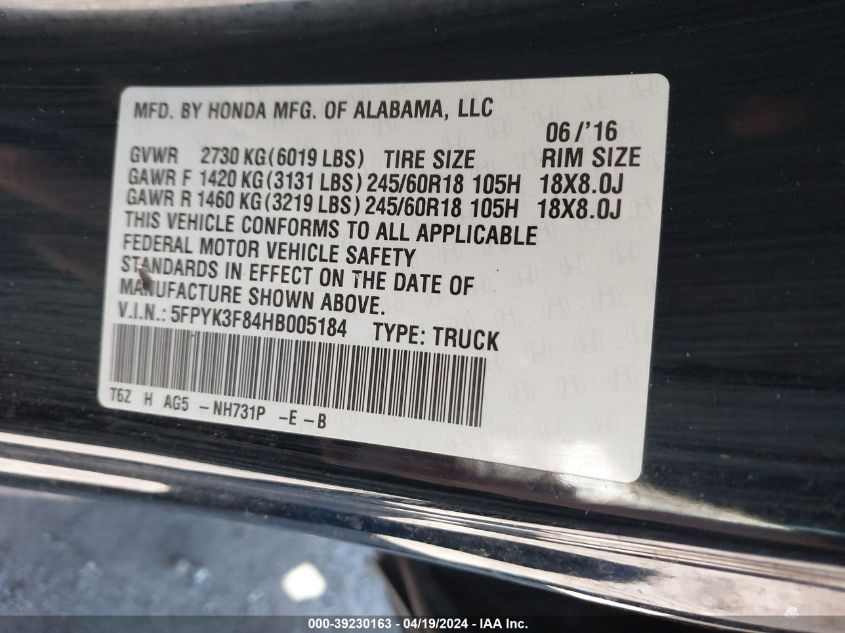 MFD. BY HONDA MFG. OF ALABAMA, LLC
06/'16
GVWR 2730 KG(6019 LBS) TIRE SIZE RIM SIZE
GAWR F 1420 KG(3131 LBS) 245/60R18 105H 18X8.0J
GAWR R 1460 KG(3219 LBS) 245/60R18 105H 18X8.0J
THIS VEHICLE CONFORMS TO ALL APPLICABLE
FEDERAL MOTOR VEHICLE SAFETY
STANDARDS IN EFFECT ON THE DATE OF
MANUFACTURE SHOWN ABOVE.
V.I.N.: 5FPYK3F84HB005184 TYPE: TRUCK
T6Z H AG5 -NH731P -E-B
000-39230163 - 04/19/2024 - IAA Inc.